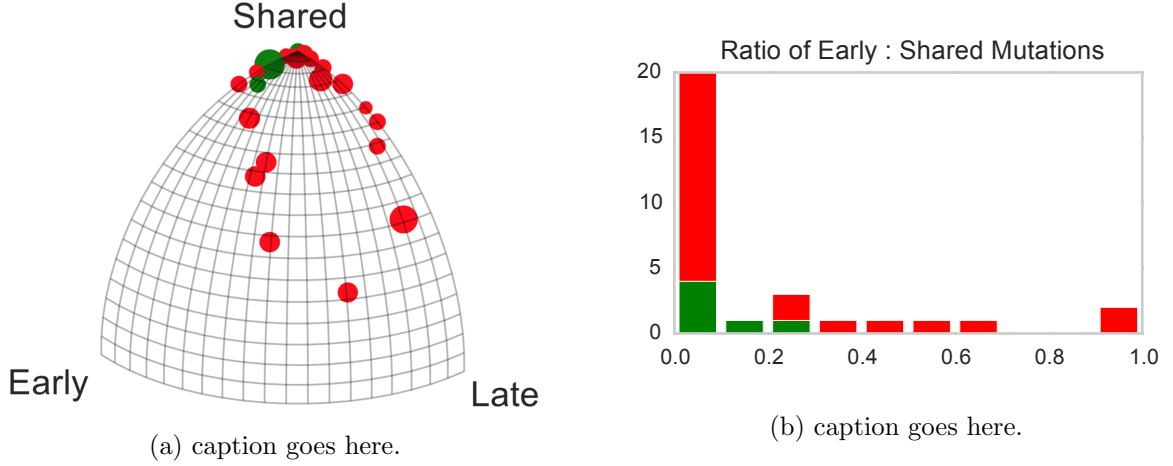 Shared
Early
Late
(a) caption goes here.
Ratio of Early : Shared Mutations
20
15
10
5
0
0.0 0.2 0.4 0.6 0.8 1.0
(b) caption goes here.